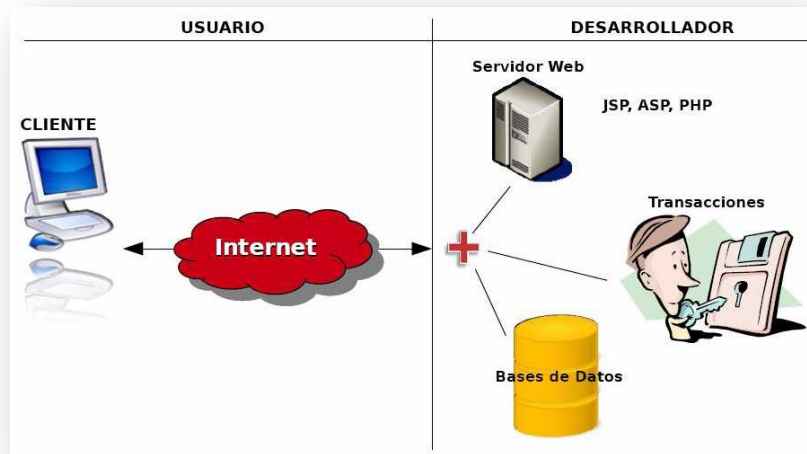 USUARIO
DESARROLLADOR
Servidor Web
JSP, ASP, PHP
CLIENTE
Transacciones
Internet
Bases de Datos